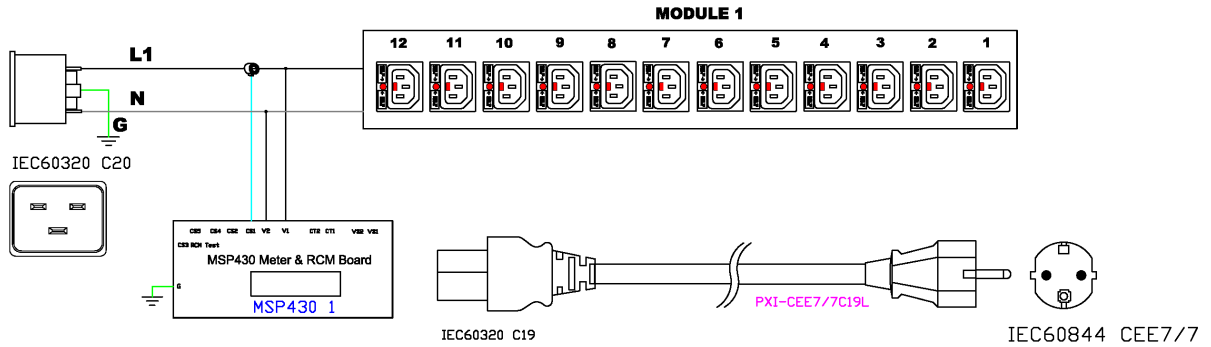 MODULE 1
12 11 10 9 8 7 6 5 4 3 2 1
L1
N
G
IEC60320 C20
CS5 CS4 CS2 CS1 V2 V1 CT2 CT1 VS2 VS1
CS3 RCM Test
MSP430 Meter & RCM Board
G
MSP430 1
PXI-CEE7/7C19L
IEC60320 C19
IEC60844 CEE7/7